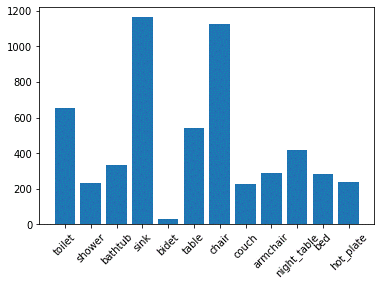 1200
1000
800
600
400
200
0
toilet
shower
bathtub
sink
bidet
table
chair
couch
armchair
night_table
bed
hot_plate